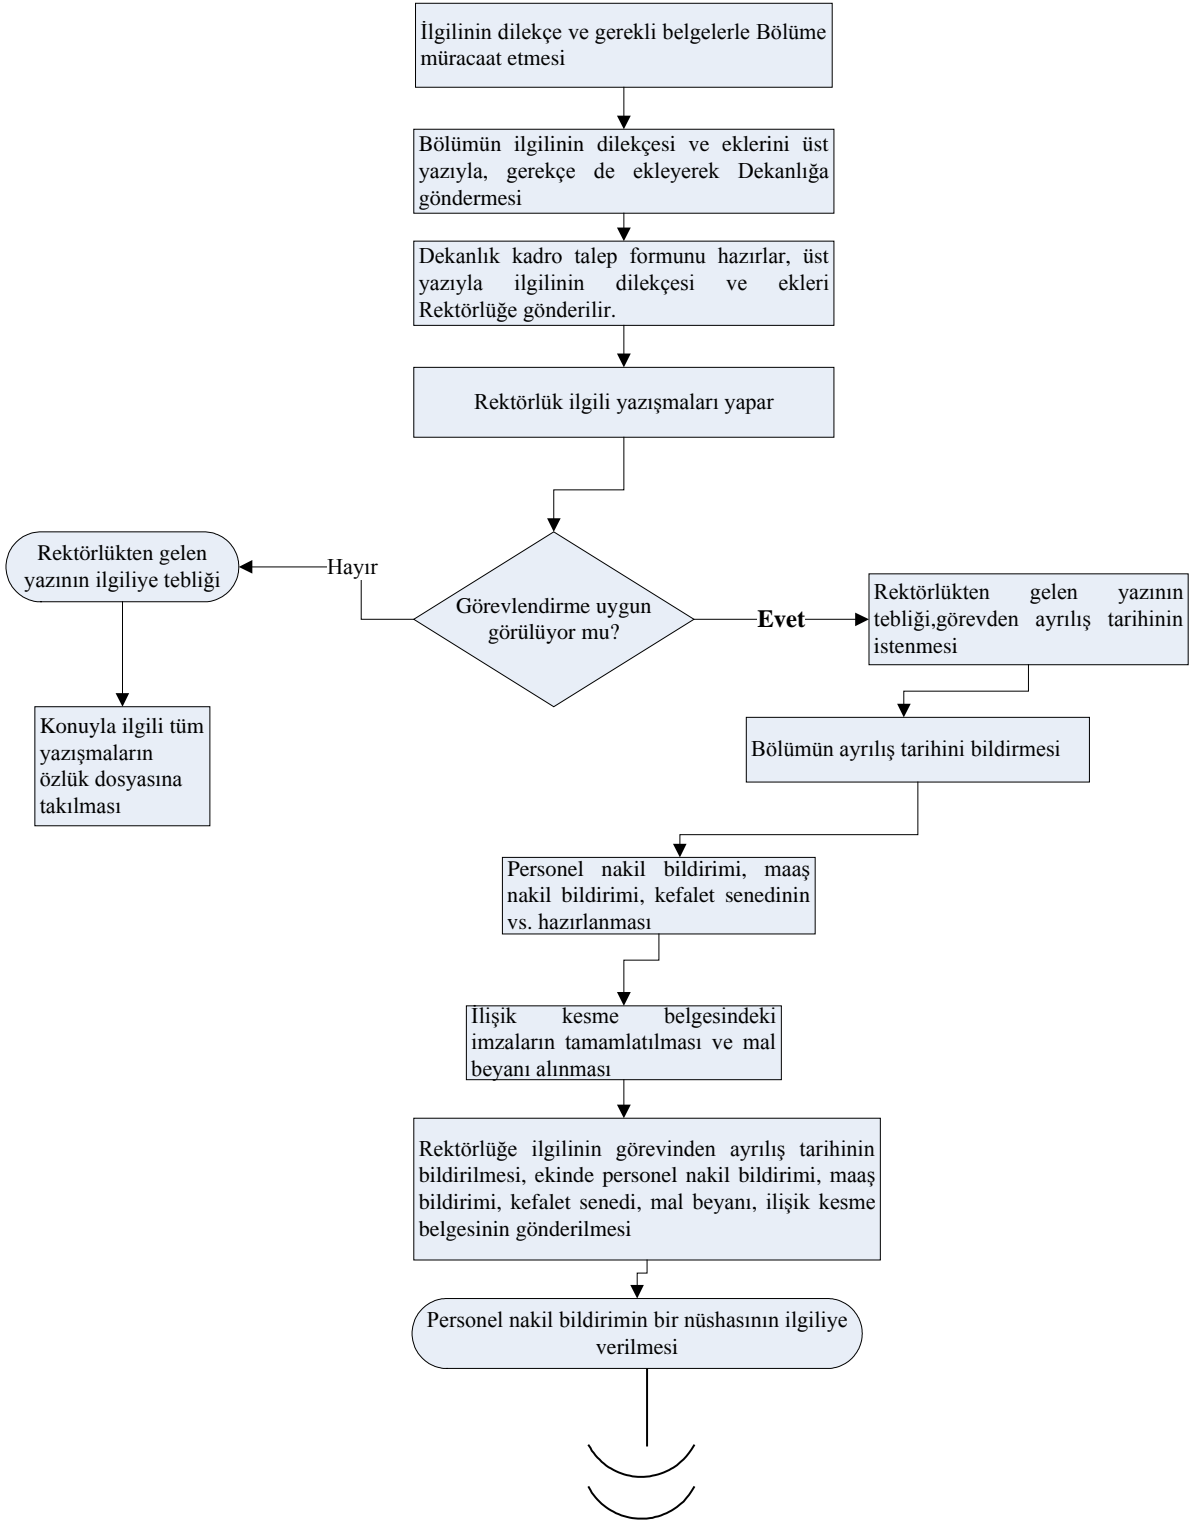 İlgilinin dilekçe ve gerekli belgelerle Bölüme
müracaat etmesi
Bölümün ilgilinin dilekçesi ve eklerini üst
yazıyla, gerekçe de ekleyerek Dekanlığa
göndermesi
Dekanlık kadro talep formunu hazırlar, üst
yazıyla ilgilinin dilekçesi ve ekleri
Rektörlüğe gönderilir.
Rektörlük ilgili yazışmaları yapar
Görevlendirme uygun
görülüyor mu?
Hayır
Rektörlükten gelen
yazının ilgiliye tebliği
Konuyla ilgili tüm
yazışmaların
özlük dosyasına
takılması
Evet
Rektörlükten gelen yazının
tebliği,görevden ayrılış tarihinin
istenmesi
Bölümün ayrılış tarihini bildirmesi
Personel nakil bildirimi, maaş
nakil bildirimi, kefalet senedinin
vs. hazırlanması
İlişik kesme belgesindeki
imzaların tamamlatılması ve mal
beyanı alınması
Rektörlüğe ilgilinin görevinden ayrılış tarihinin
bildirilmesi, ekinde personel nakil bildirimi, maaş
bildirimi, kefalet senedi, mal beyanı, ilişik kesme
belgesinin gönderilmesi
Personel nakil bildirimin bir nüshasının ilgiliye
verilmesi